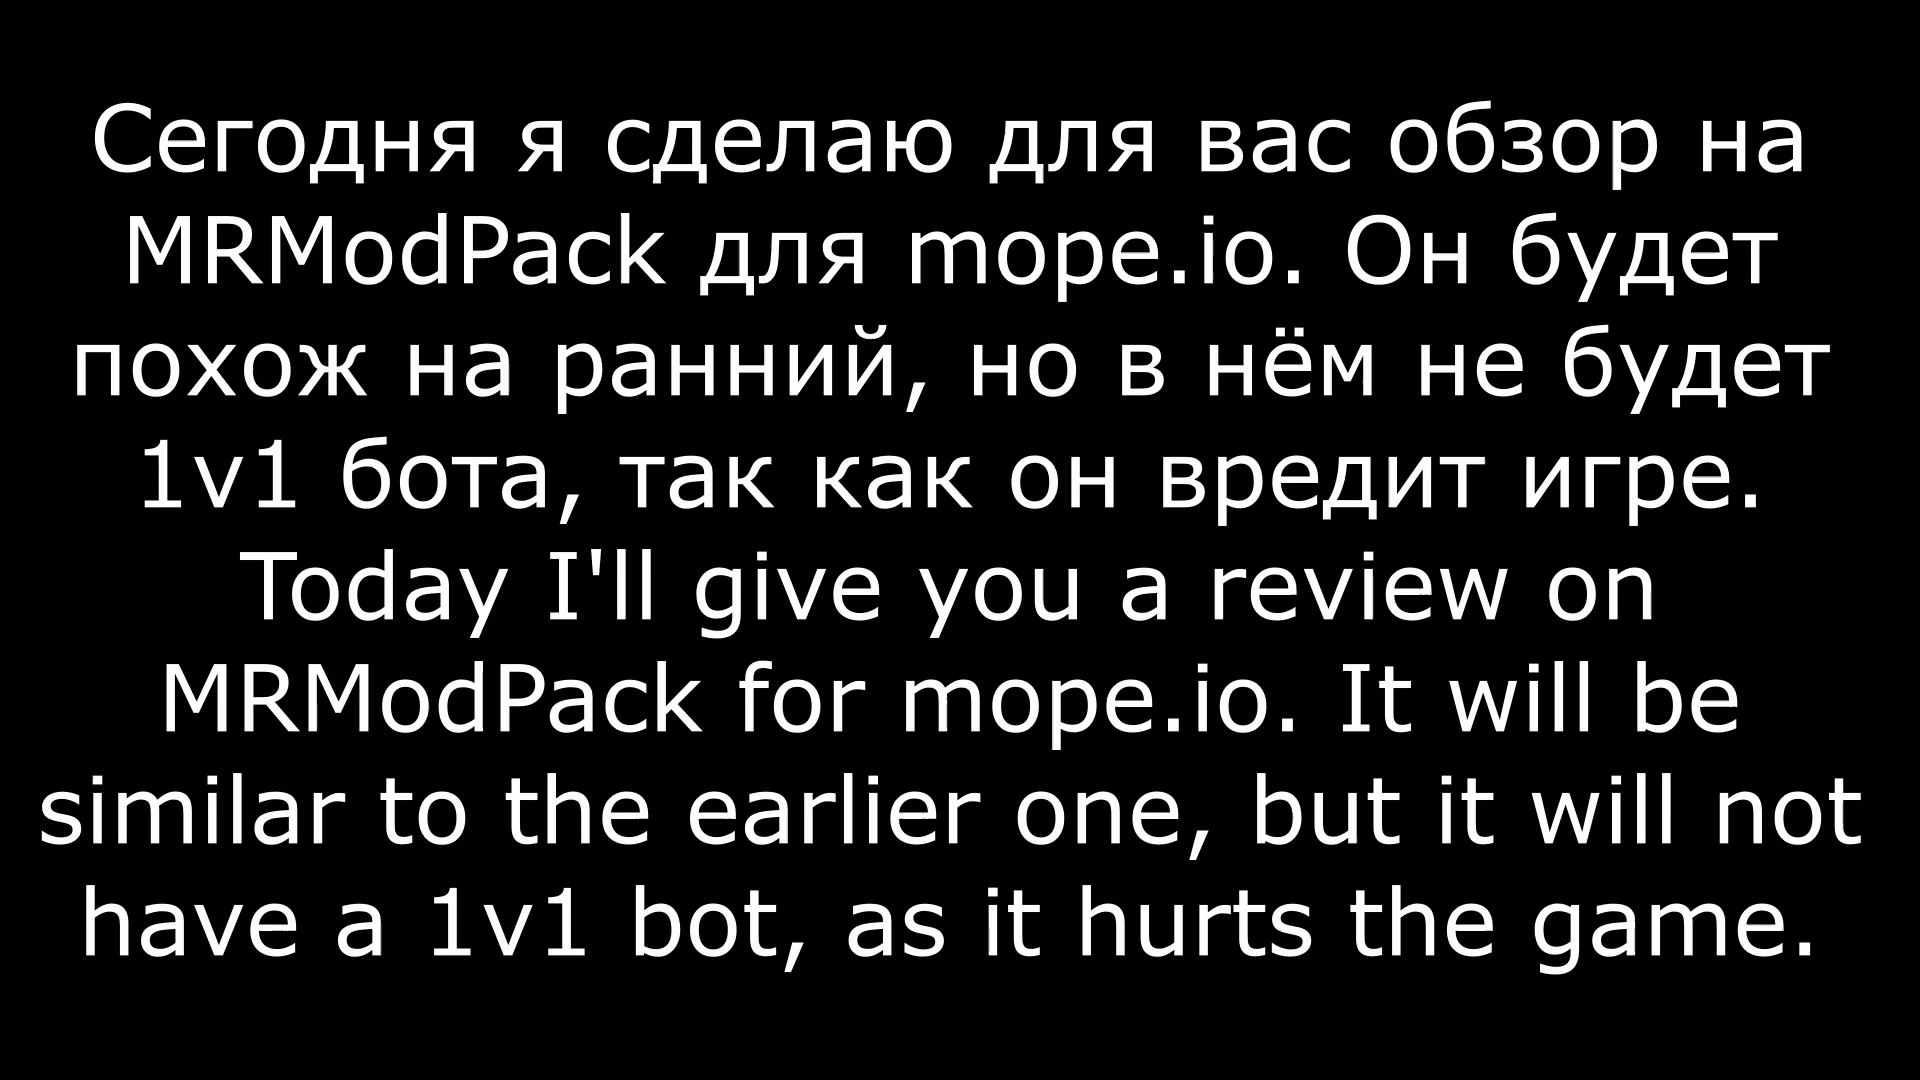 Сегодня я сделаю для вас обзор на
MRModPack для mope.io. Он будет
похож на ранний, но в нём не будет
1v1 бота, так как он вредит игре.
Today I'll give you a review on
MRModPack for mope.io. It will be
similar to the earlier one, but it will not
have a 1v1 bot, as it hurts the game.